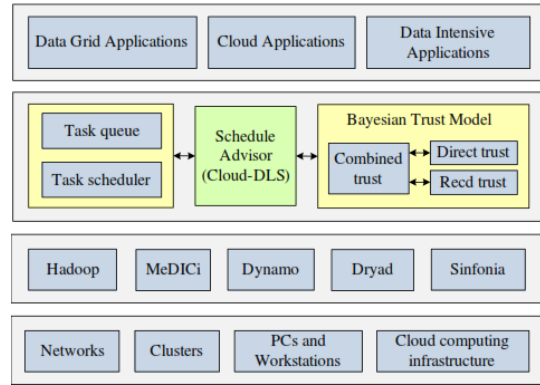 Data Grid Applications
Cloud Applications
Data Intensive
Applications
Task queue
Task scheduler
Schedule
Advisor
(Cloud-DLS)
Bayesian Trust Model
Combined
trust
Direct trust
Recd trust
Hadoop
MeDICi
Dynamo
Dryad
Sinfonia
Networks
Clusters
PCs and
Workstations
Cloud computing
infrastructure